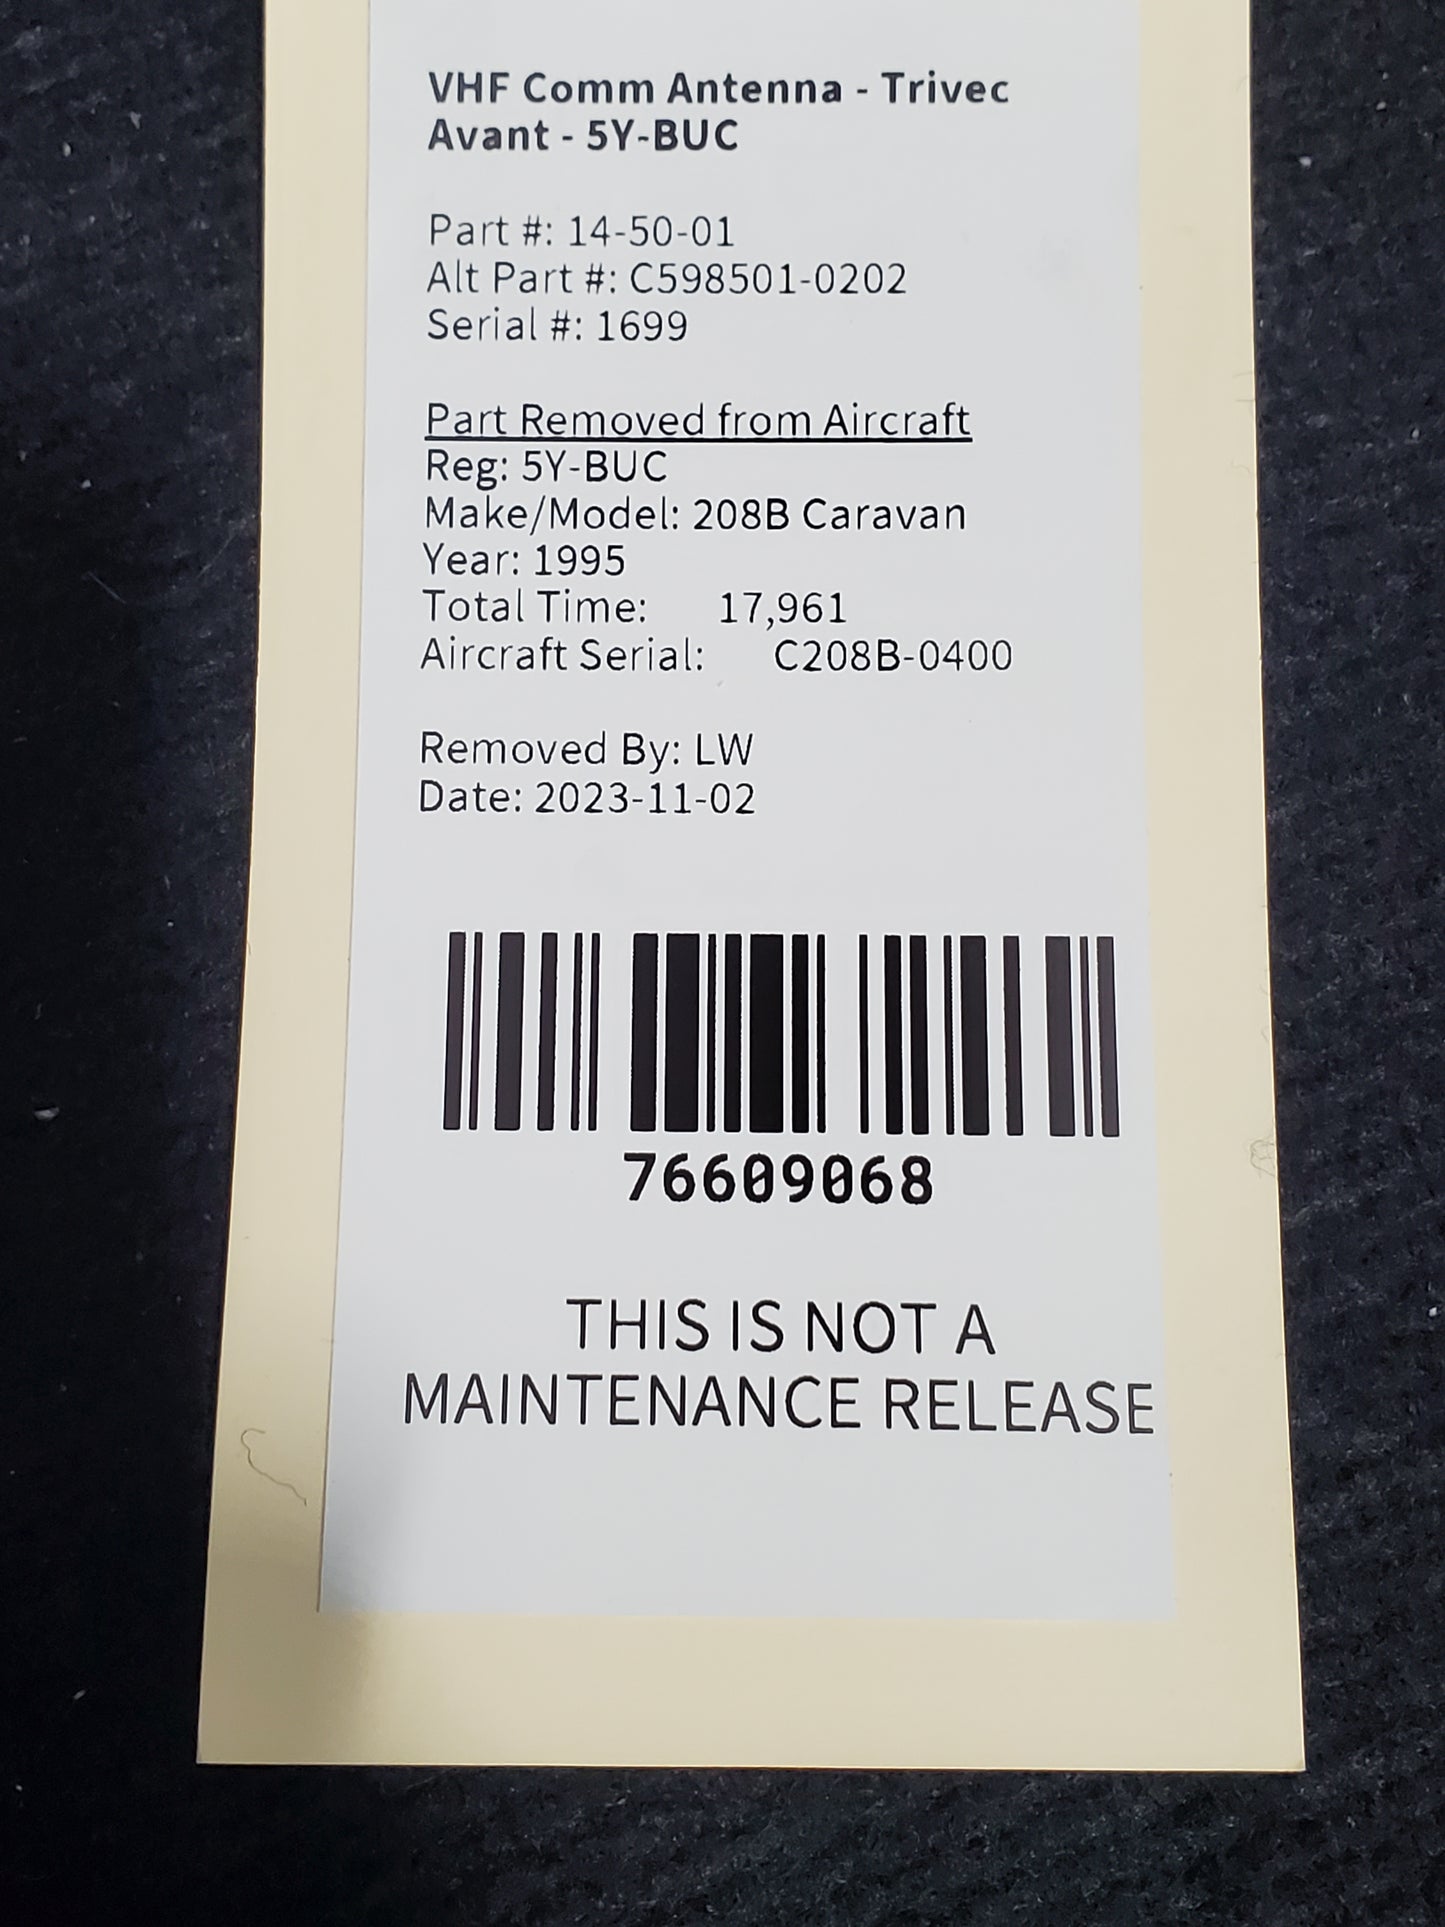 VHF Comm Antenna - Trivec
Avant - 5Y-BUC
Part #: 14-50-01
Alt Part #: C598501-0202
Serial #: 1699
Part Removed from Aircraft
Reg: 5Y-BUC
Make/Model: 208B Caravan
Year: 1995
Total Time: 17,961
Aircraft Serial: C208B-0400
Removed By: LW
Date: 2023-11-02
76609068
THIS IS NOT A
MAINTENANCE RELEASE